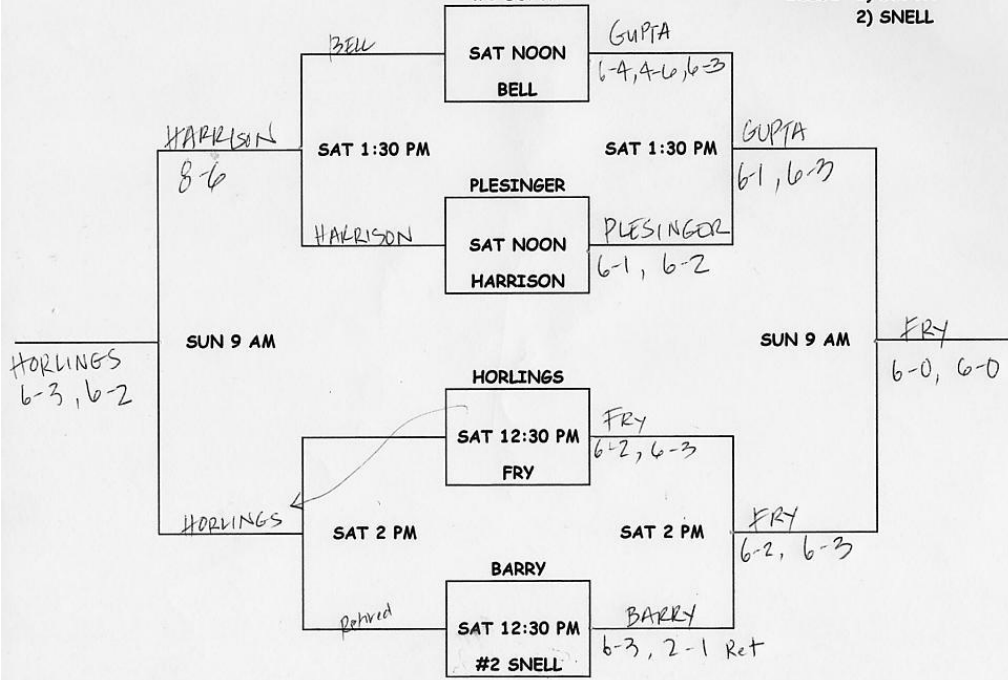 2) SNELL
BELL
SAT NOON
BELL
GUPTA
6-4, 4-6, 6-3
HARRISON
8-6
SAT 1:30 PM
SAT 1:30 PM
GUPTA
6-1, 6-3
PLESINGER
HARRISON
SAT NOON
HARRISON
PLESINGER
6-1, 6-2
HORLINGS
6-3, 6-2
SUN 9 AM
SUN 9 AM
FRY
6-0, 6-0
HORLINGS
SAT 12:30 PM
FRY
FRY
6-2, 6-3
HORLINGS
SAT 2 PM
SAT 2 PM
FRY
6-2, 6-3
BARRY
Retired
SAT 12:30 PM
#2 SNELL
BARRY
6-3, 2-1 Ret